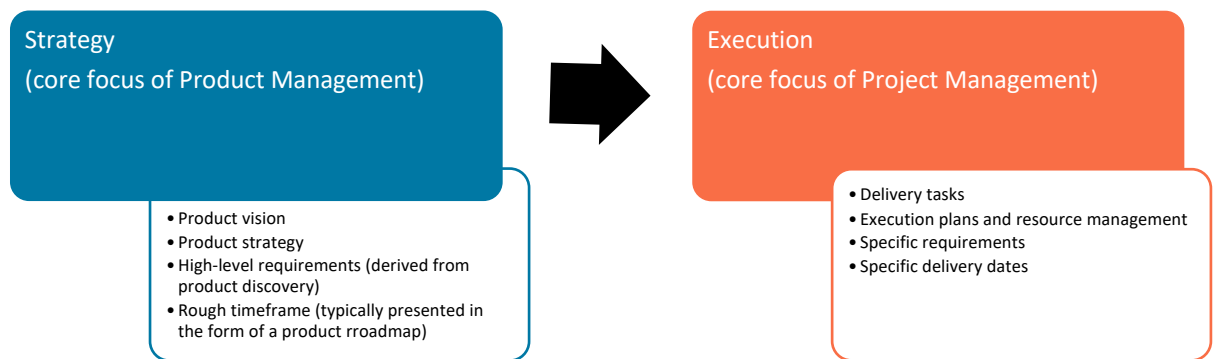 Strategy
(core focus of Product Management)
• Product vision
• Product strategy
• High-level requirements (derived from
product discovery)
• Rough timeframe (typically presented in
the form of a product rroadmap)
Execution
(core focus of Project Management)
• Delivery tasks
• Execution plans and resource management
• Specific requirements
• Specific delivery dates